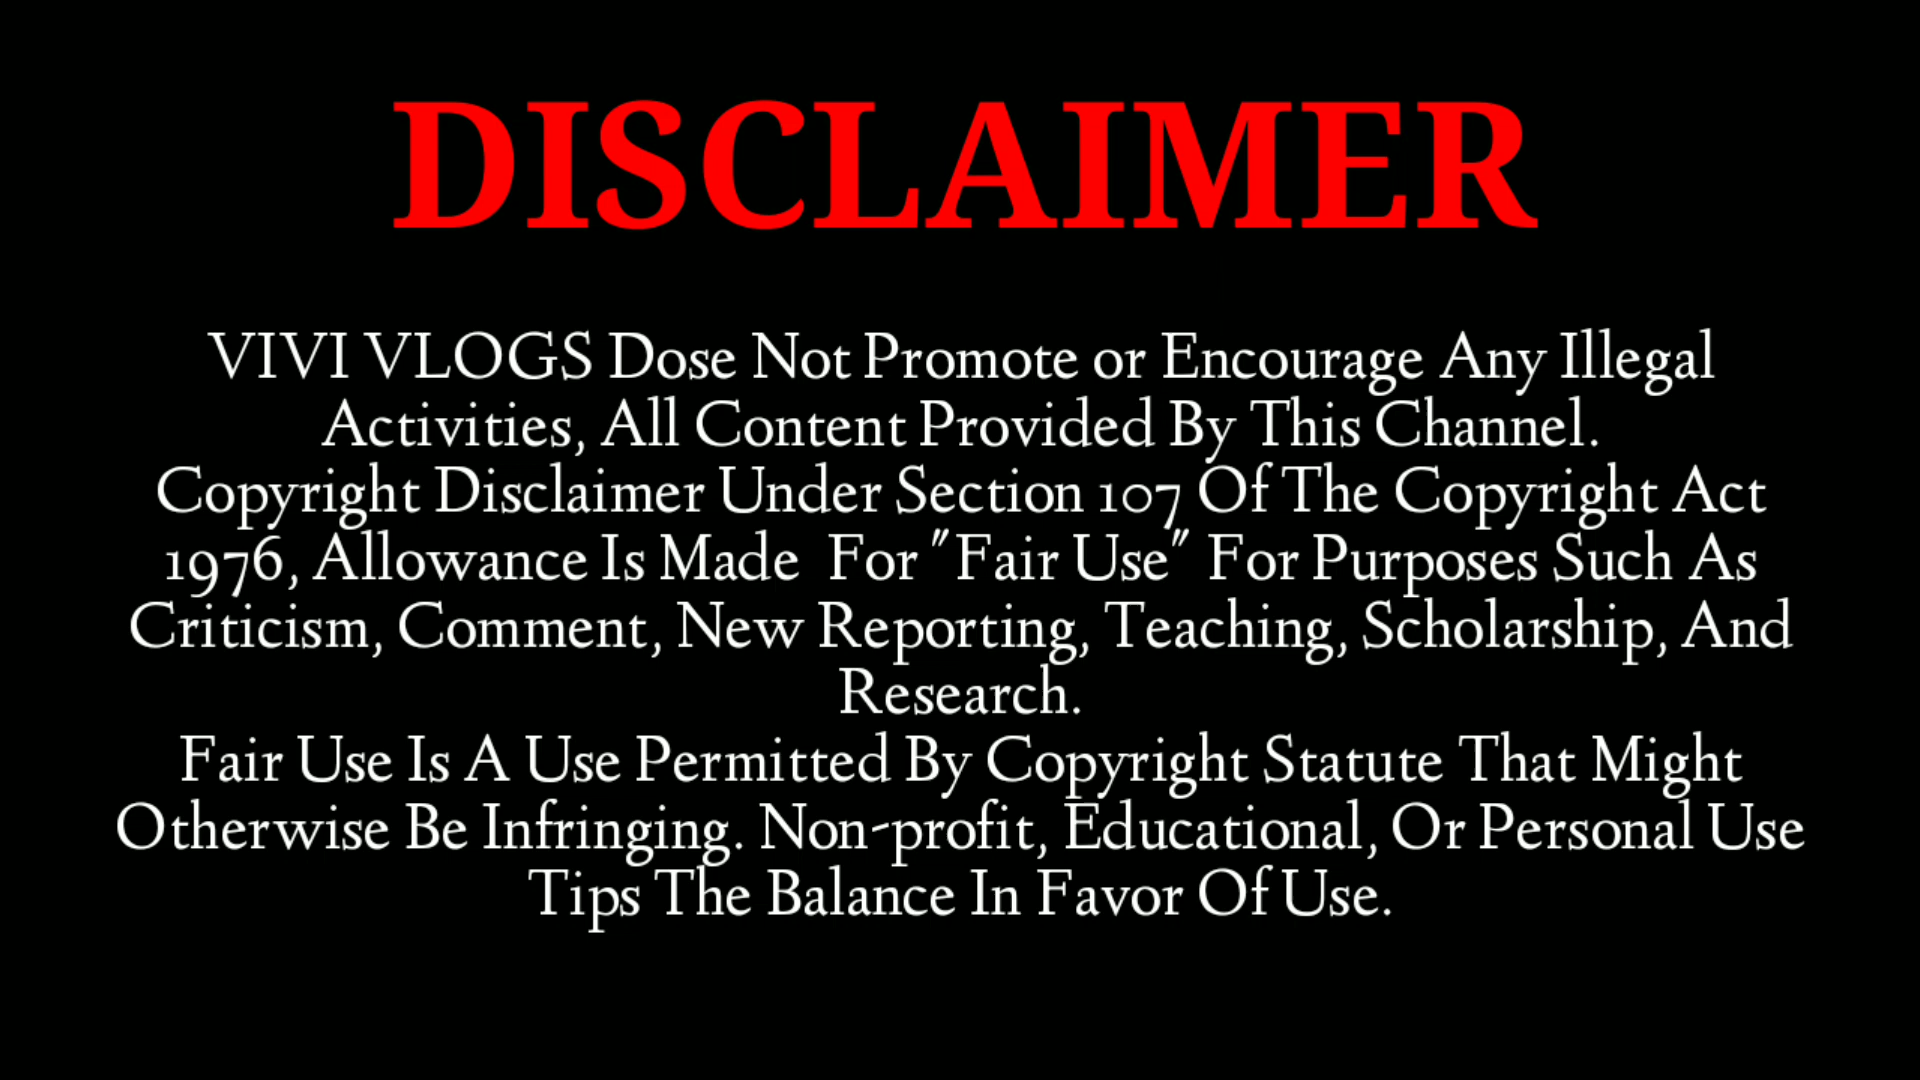 DISCLAIMER
VIVI VLOGS Dose Not Promote or Encourage Any Illegal
Activities, All Content Provided By This Channel.
Copyright Disclaimer Under Section 107 Of The Copyright Act
1976, Allowance Is Made  For "Fair Use" For Purposes Such As
Criticism, Comment, New Reporting, Teaching, Scholarship, And
Research.
Fair Use Is A Use Permitted By Copyright Statute That Might
Otherwise Be Infringing. Non-profit, Educational, Or Personal Use
Tips The Balance In Favor Of Use.